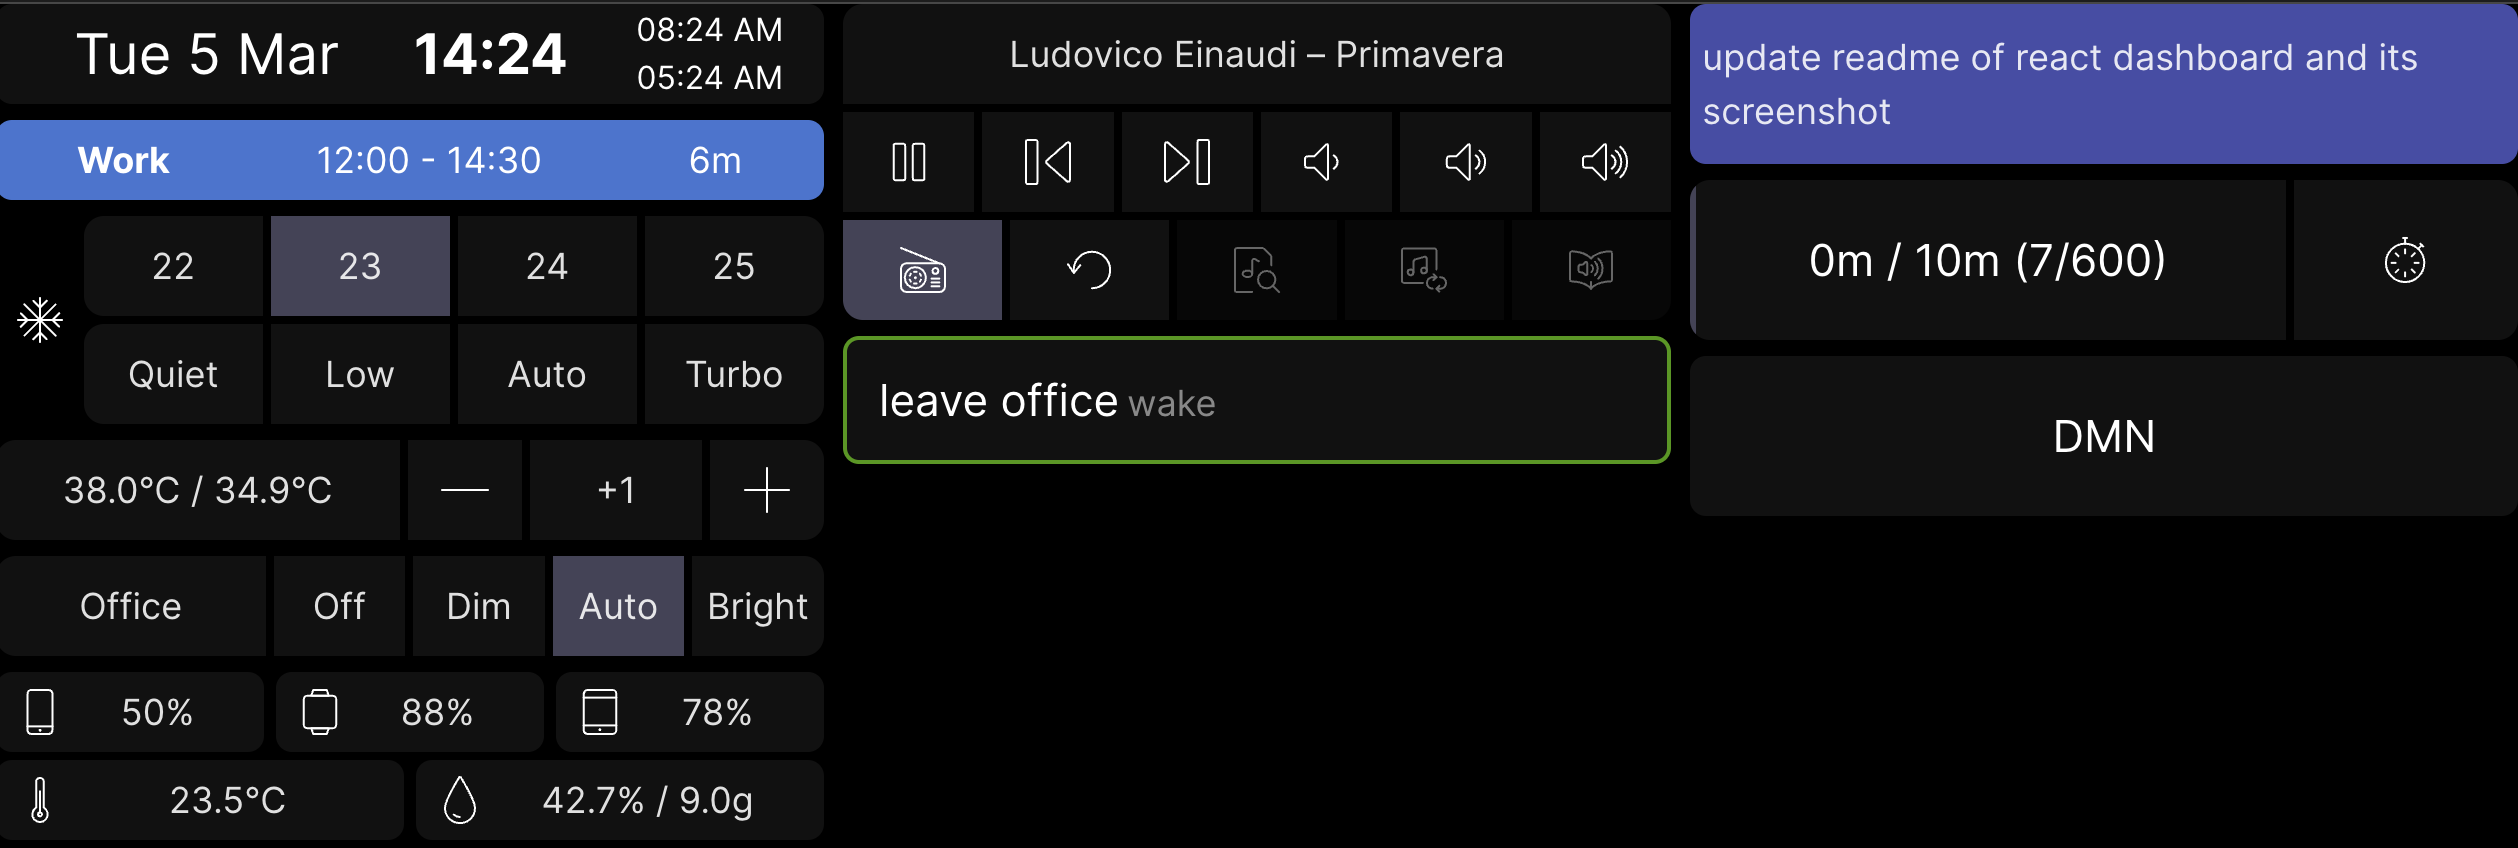 Tue 5 Mar
14:24
08:24 AM
05:24 AM
Work
12:00 - 14:30
6m
22
23
24
25
Quiet
Low
Auto
Turbo
38.0°C / 34.9°C
+1
Office
Off
Dim
Auto
Bright
50%
88%
78%
23.5°C
42.7% / 9.0g
Ludovico Einaudi – Primavera
leave office wake
update readme of react dashboard and its
screenshot
0m / 10m (7/600)
DMN